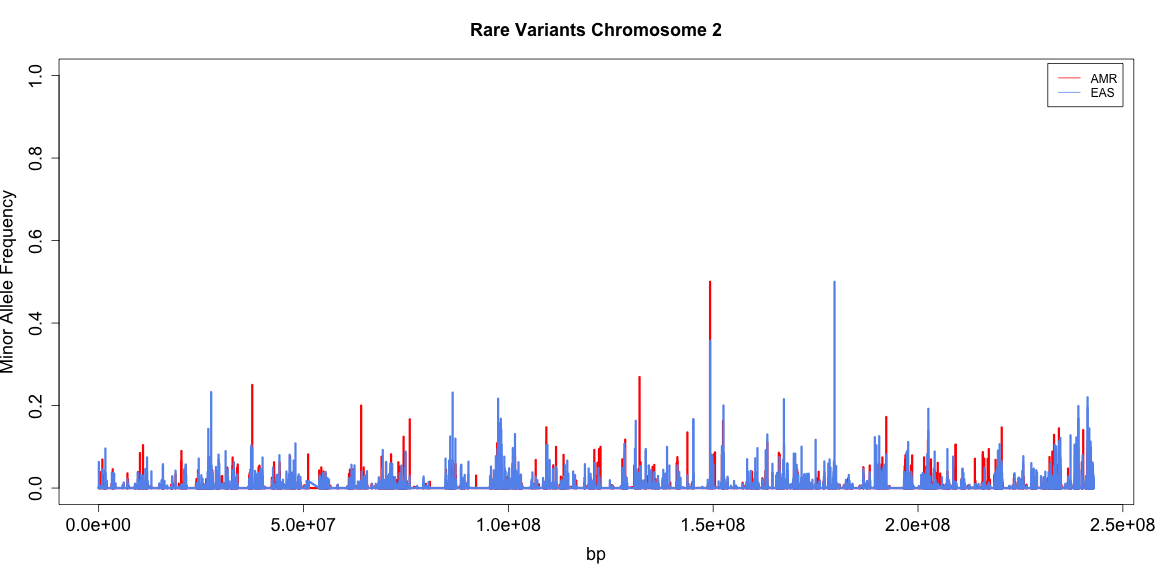 Rare Variants Chromosome 2
AMR
EAS
Minor Allele Frequency
1.0
0.8
0.6
0.4
0.2
0.0
0.0e+00 5.0e+07 1.0e+08 1.5e+08 2.0e+08 2.5e+08
bp